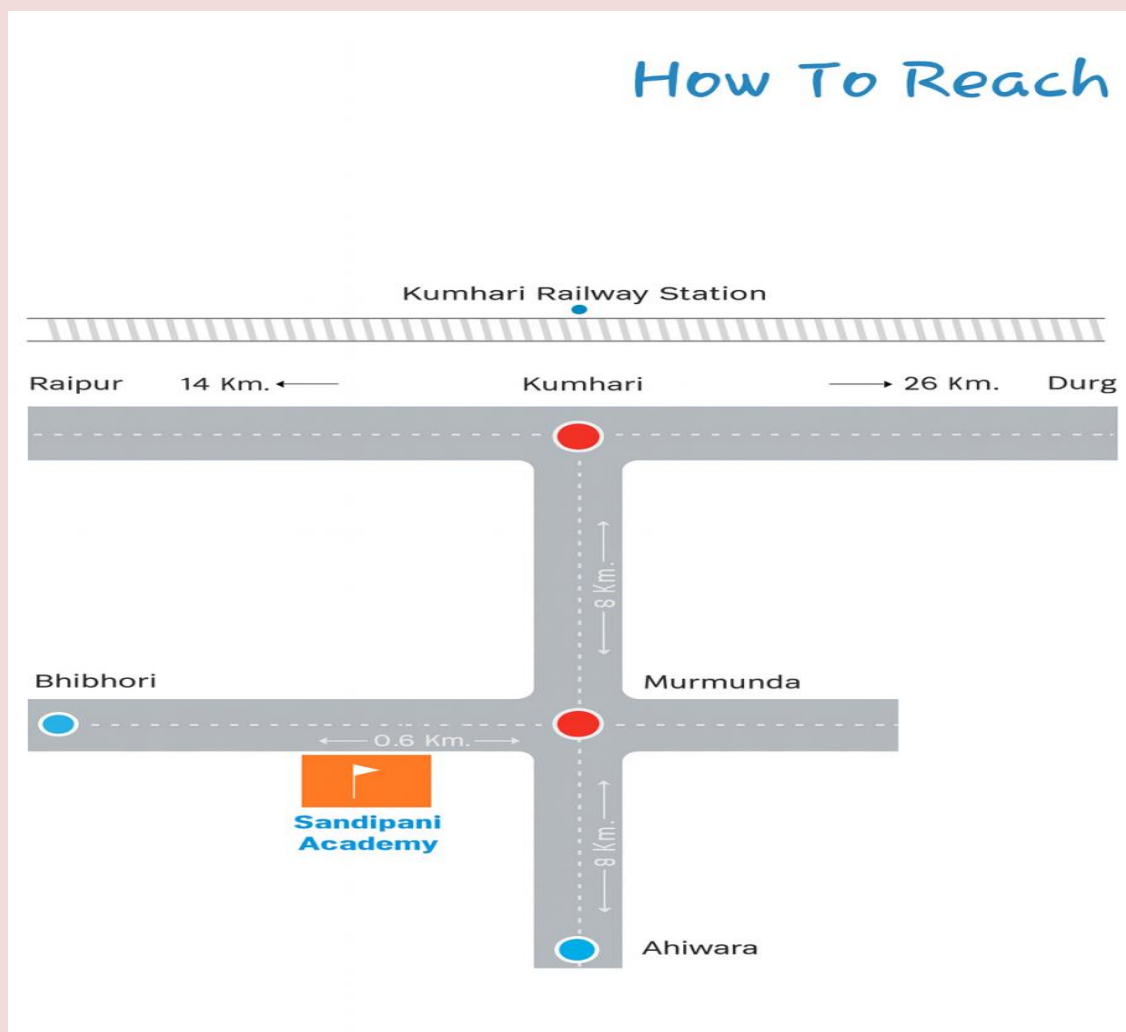 How To Reach
Kumhari Railway Station
Raipur 14 Km. Kumhari 26 Km. Durg
8 Km.
Bhibhori Murmunda
0.6 Km.
Sandipani
Academy
8 Km.
Ahiwara